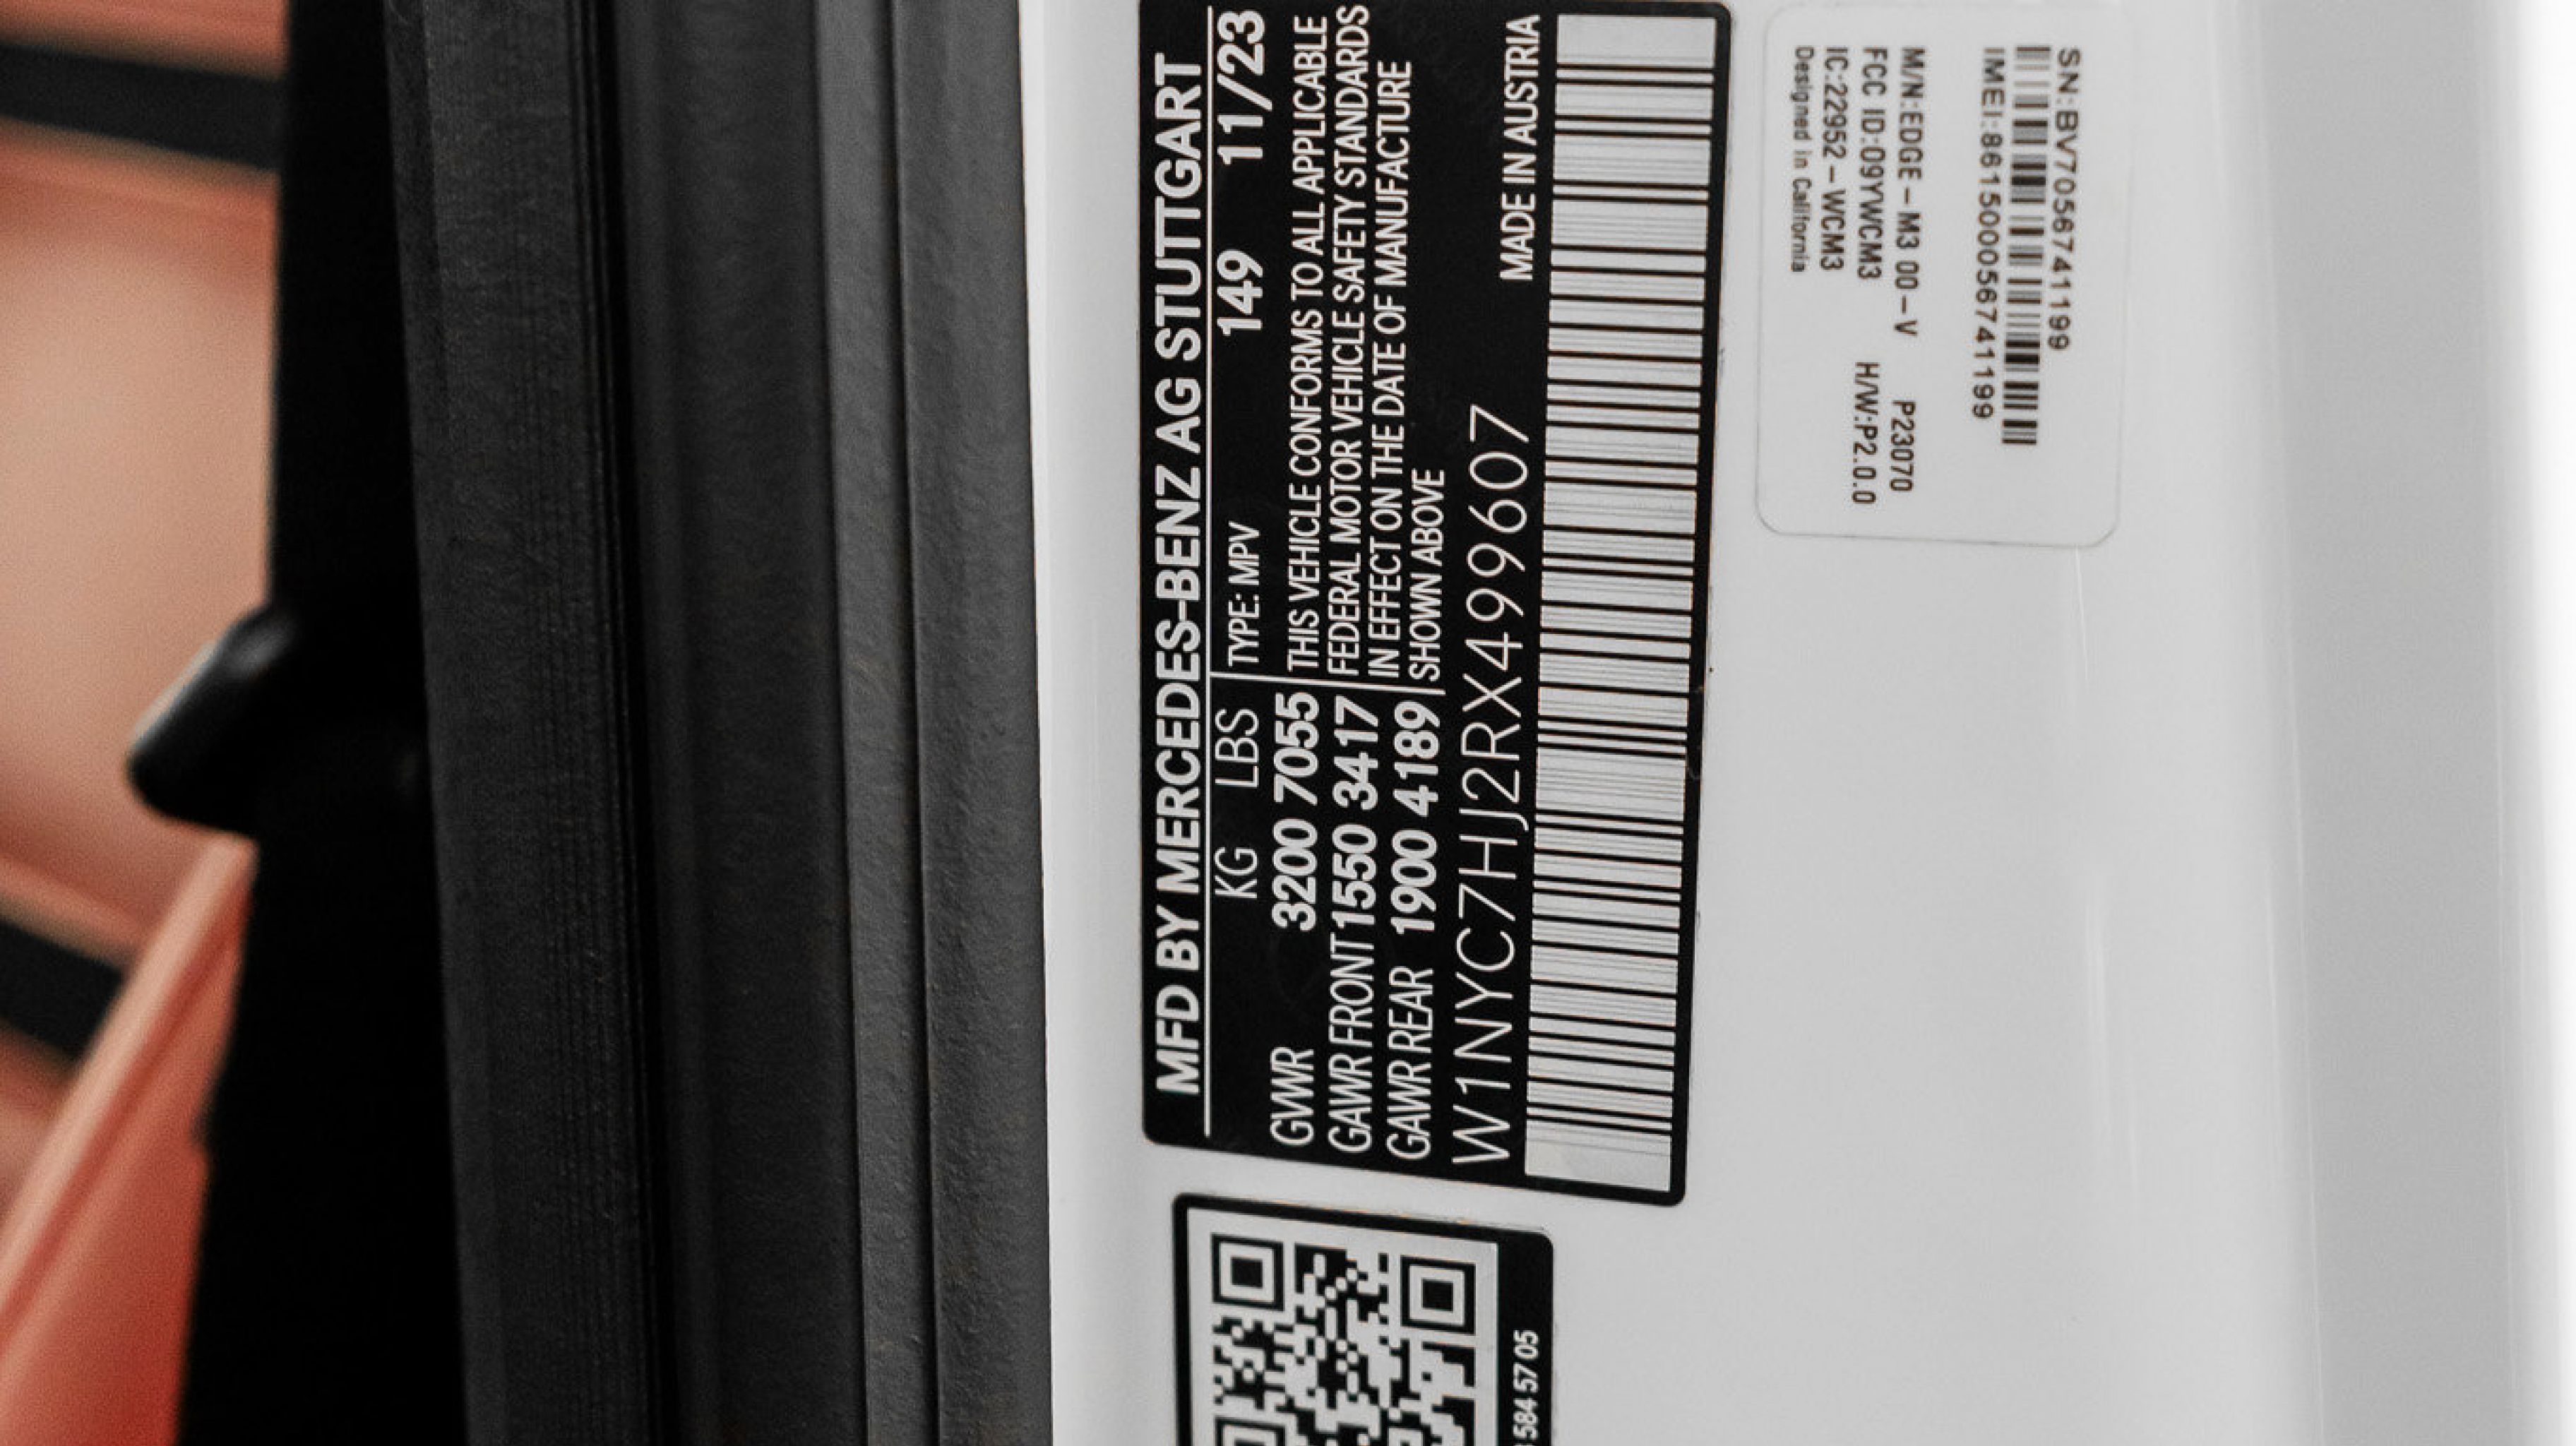 MFD BY MERCEDES-BENZ AG STUTTGART
KG LBS TYPE: MPV 149 11/23
GVWR 3200 7055 THIS VEHICLE CONFORMS TO ALL APPLICABLE
GAWR FRONT 1550 3417 FEDERAL MOTOR VEHICLE SAFETY STANDARDS
GAWR REAR 1900 4189 IN EFFECT ON THE DATE OF MANUFACTURE
SHOWN ABOVE
W1NYC7HJ2RX499607 MADE IN AUSTRIA
SN:BV7056741199
IMEI:861500056741199
M/N:EDGE-M3 00-V P23070
FCC ID:O9YWCM3 H/W:P2.0.0
IC:22952-WCM3
Designed in California
584 57 05